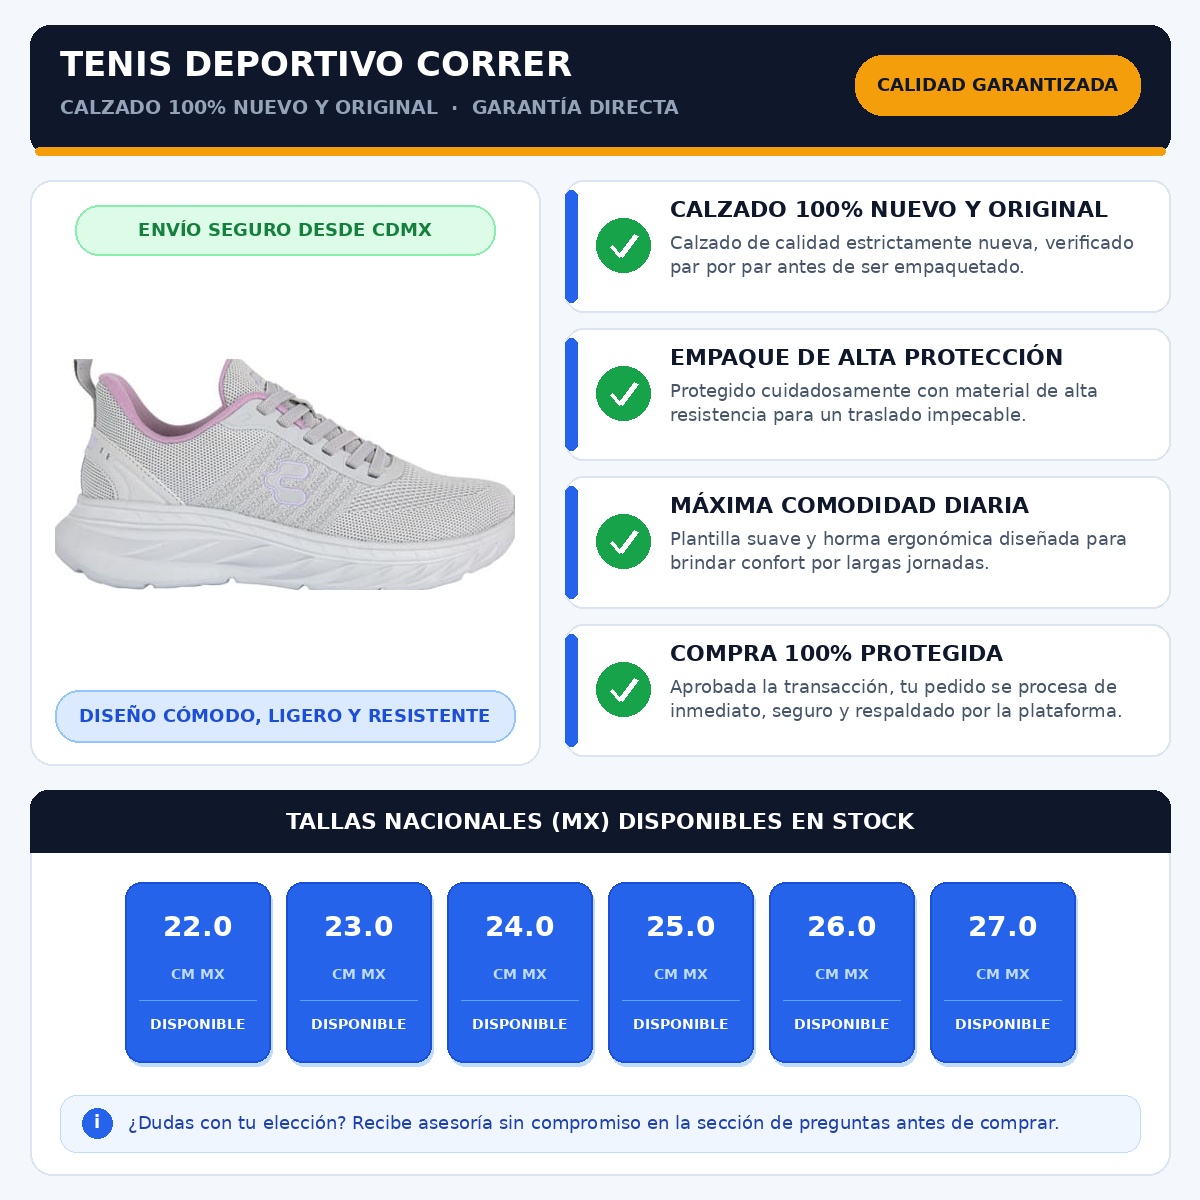 TENIS DEPORTIVO CORRER
CALZADO 100% NUEVO Y ORIGINAL · GARANTÍA DIRECTA
CALIDAD GARANTIZADA
ENVÍO SEGURO DESDE CDMX
DISEÑO CÓMODO, LIGERO Y RESISTENTE
CALZADO 100% NUEVO Y ORIGINAL
Calzado de calidad estrictamente nueva, verificado
par por par antes de ser empaquetado.
EMPAQUE DE ALTA PROTECCIÓN
Protegido cuidadosamente con material de alta
resistencia para un traslado impecable.
MÁXIMA COMODIDAD DIARIA
Plantilla suave y horma ergonómica diseñada para
brindar confort por largas jornadas.
COMPRA 100% PROTEGIDA
Aprobada la transacción, tu pedido se procesa de
inmediato, seguro y respaldado por la plataforma.
TALLAS NACIONALES (MX) DISPONIBLES EN STOCK
22.0
CM MX
DISPONIBLE
23.0
CM MX
DISPONIBLE
24.0
CM MX
DISPONIBLE
25.0
CM MX
DISPONIBLE
26.0
CM MX
DISPONIBLE
27.0
CM MX
DISPONIBLE
i ¿Dudas con tu elección? Recibe asesoría sin compromiso en la sección de preguntas antes de comprar.